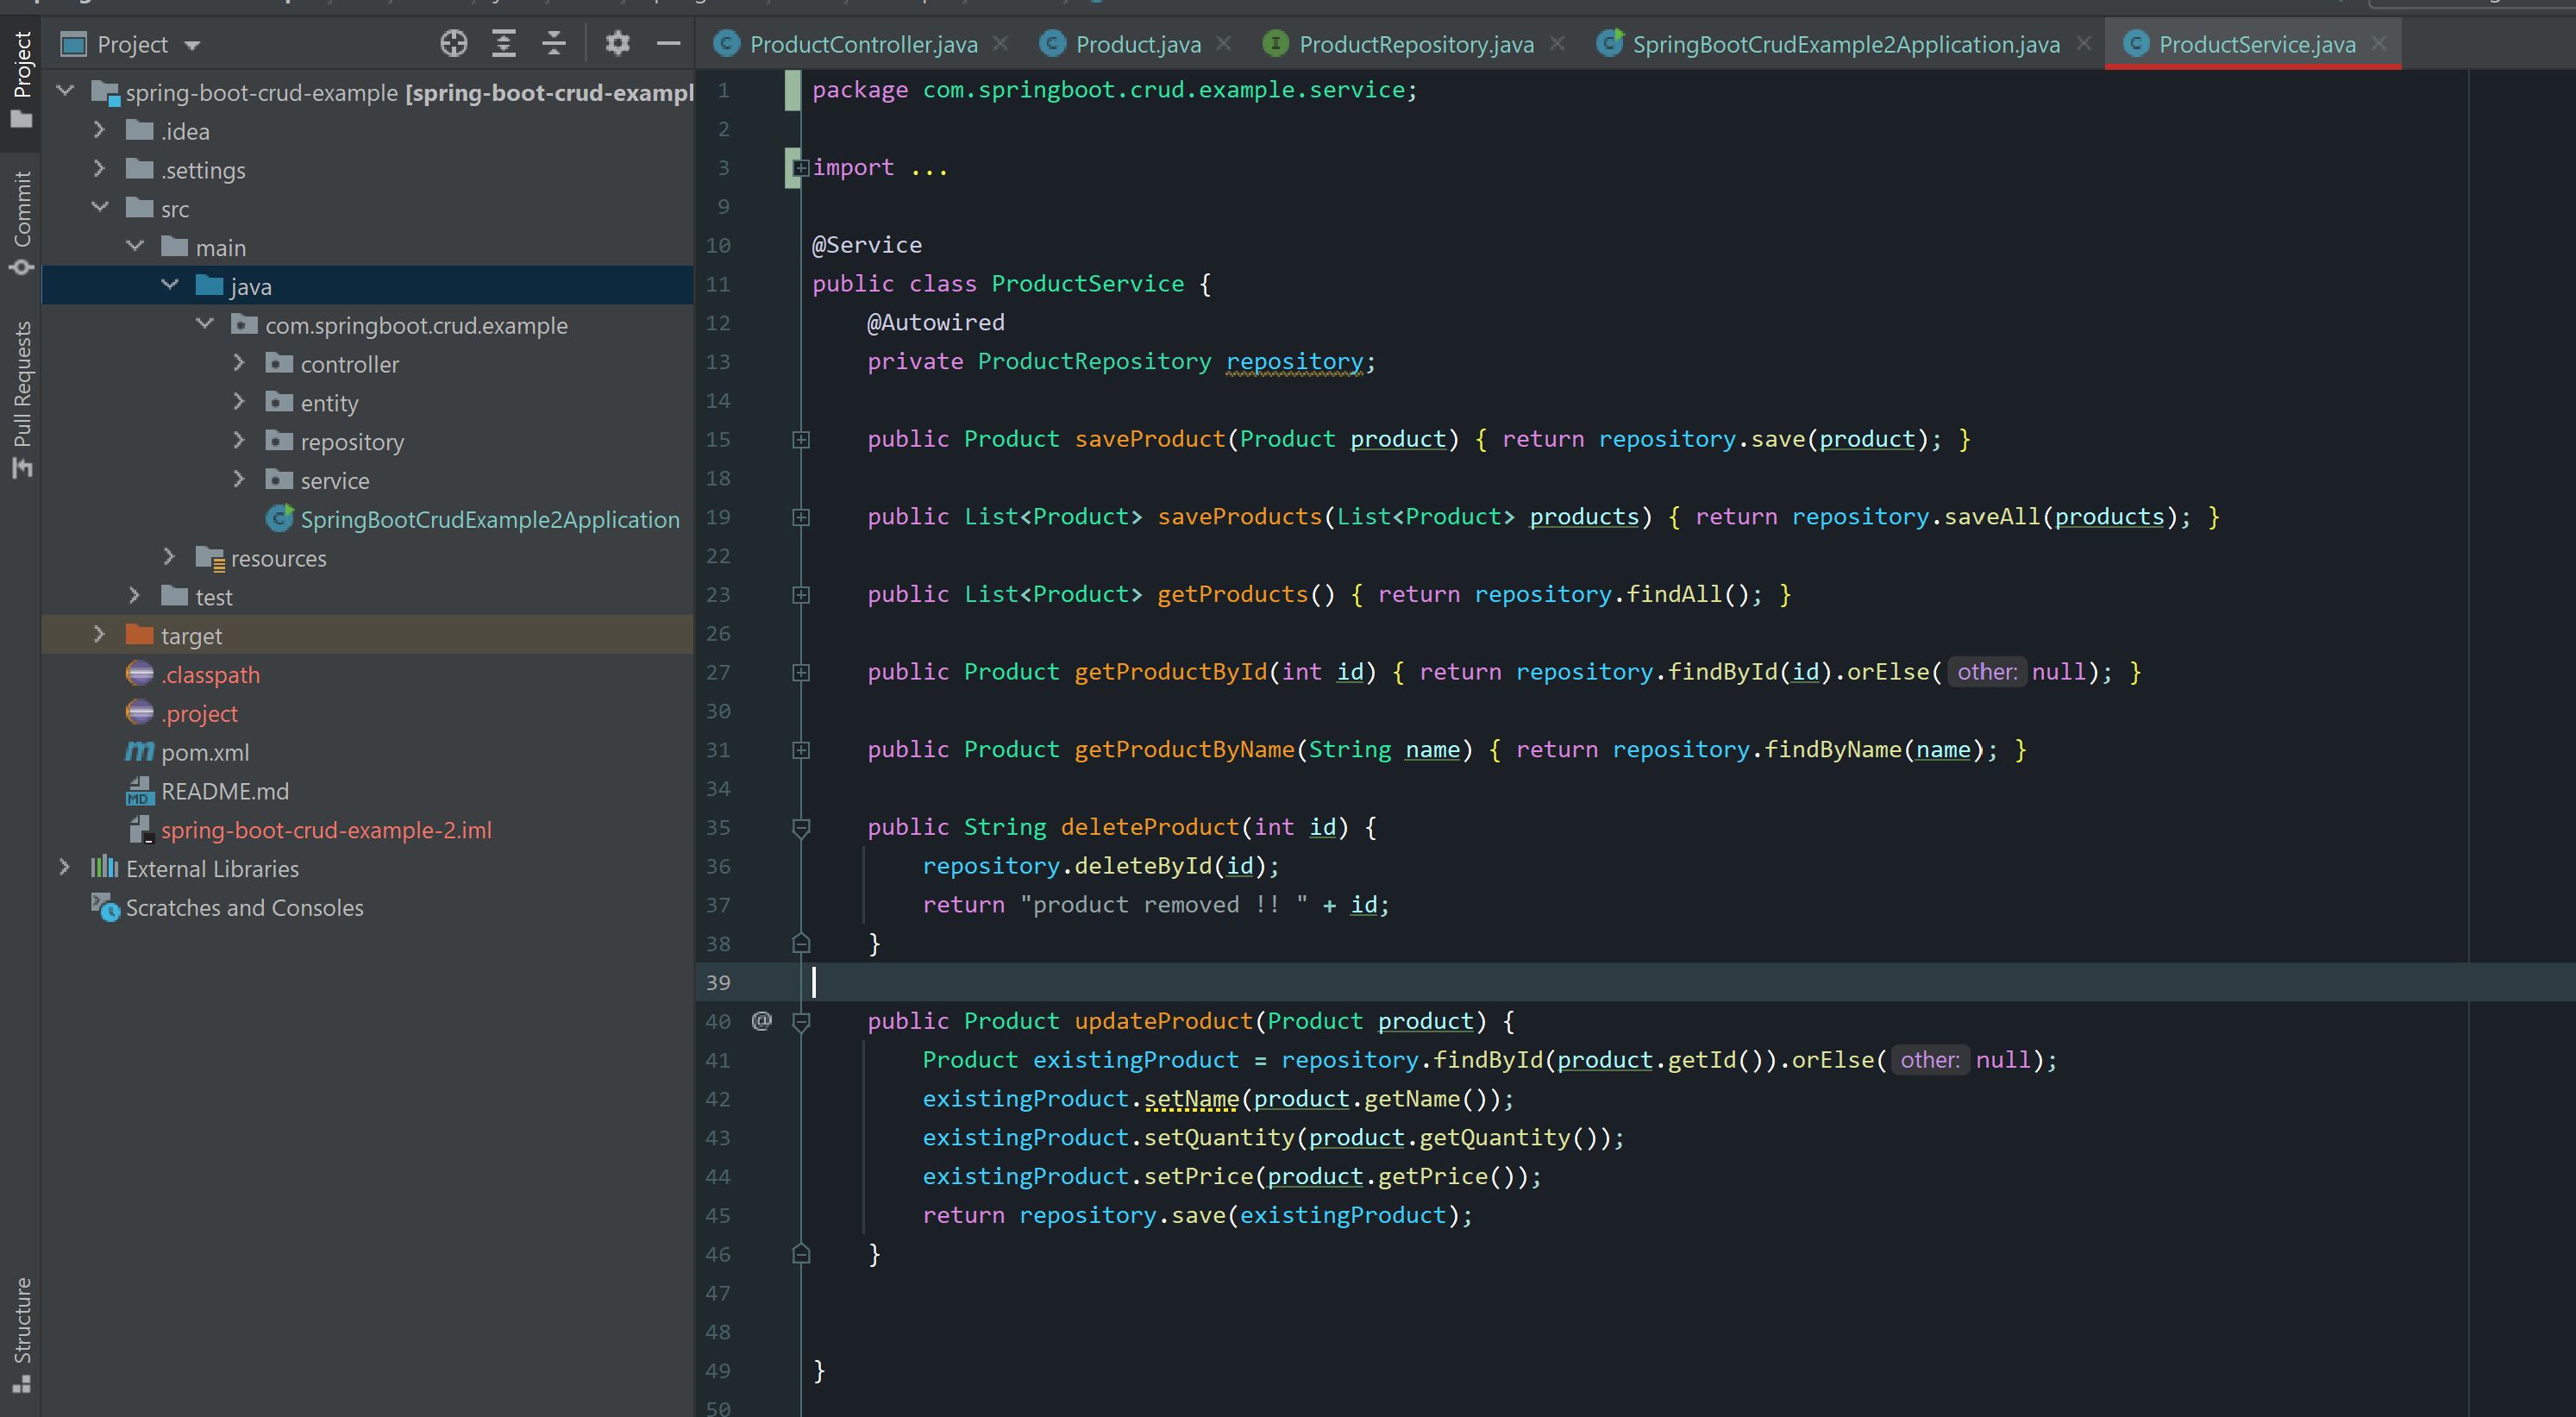 Project
ProductController.java
Product.java
ProductRepository.java
SpringBootCrudExample2Application.java
ProductService.java
Project
Commit
Pull Requests
Structure
spring-boot-crud-example [spring-boot-crud-exampl
.idea
.settings
src
main
java
com.springboot.crud.example
controller
entity
repository
service
SpringBootCrudExample2Application
resources
test
target
.classpath
.project
pom.xml
README.md
spring-boot-crud-example-2.iml
External Libraries
Scratches and Consoles
1 package com.springboot.crud.example.service;
2
3 import ...
9
10 @Service
11 public class ProductService {
12 @Autowired
13 private ProductRepository repository;
14
15 public Product saveProduct(Product product) { return repository.save(product); }
18
19 public List<Product> saveProducts(List<Product> products) { return repository.saveAll(products); }
22
23 public List<Product> getProducts() { return repository.findAll(); }
26
27 public Product getProductById(int id) { return repository.findById(id).orElse( other: null); }
30
31 public Product getProductByName(String name) { return repository.findByName(name); }
34
35 public String deleteProduct(int id) {
36 repository.deleteById(id);
37 return "product removed !! " + id;
38 }
39
40 @ public Product updateProduct(Product product) {
41 Product existingProduct = repository.findById(product.getId()).orElse( other: null);
42 existingProduct.setName(product.getName());
43 existingProduct.setQuantity(product.getQuantity());
44 existingProduct.setPrice(product.getPrice());
45 return repository.save(existingProduct);
46 }
47
48
49 }
50